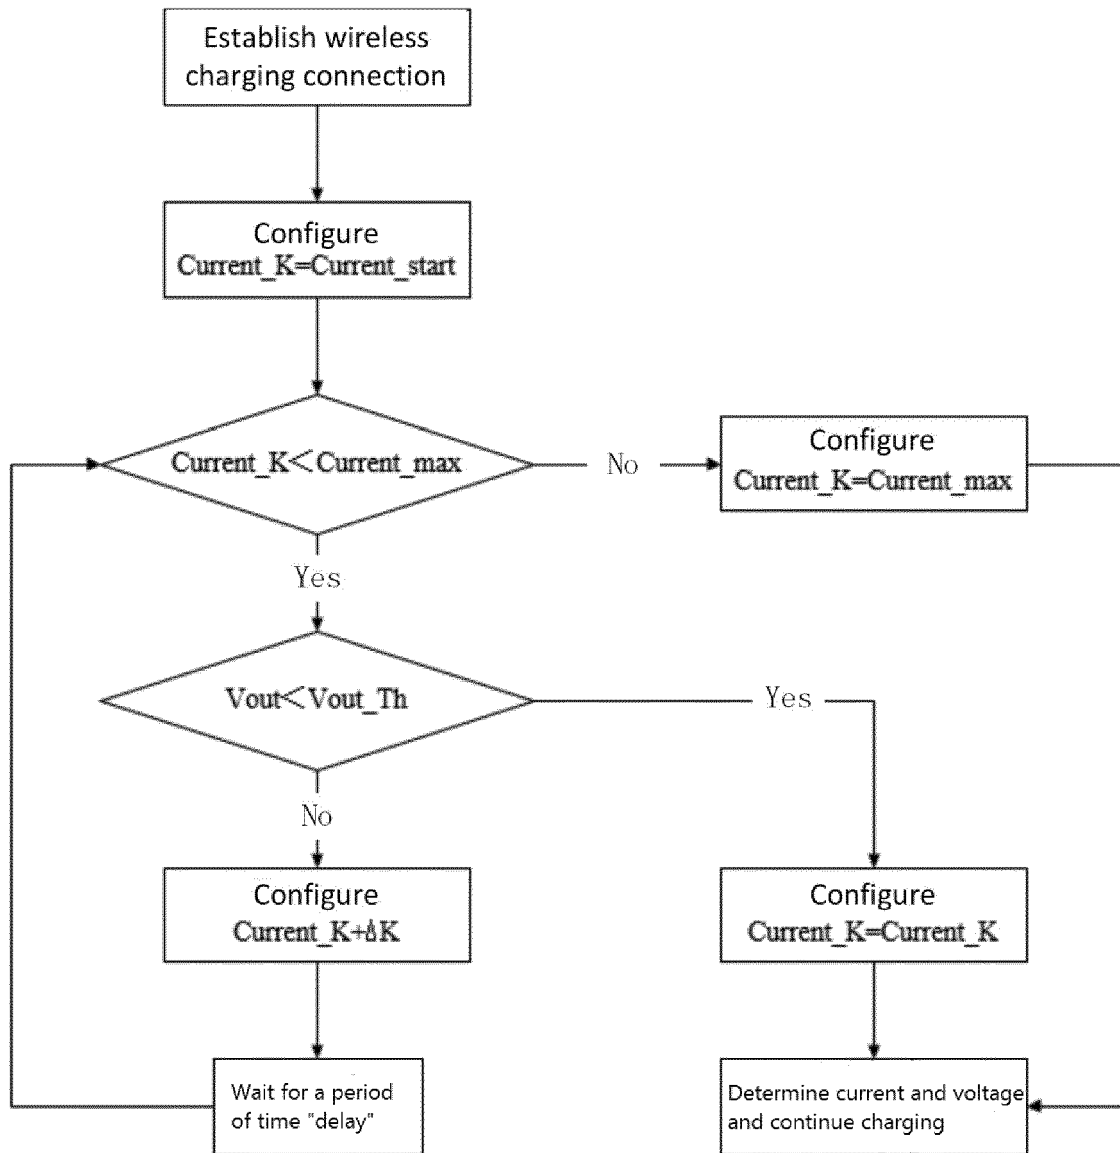 Establish wireless
charging connection
Configure
Current_K=Current_start
Current_K<Current_max
No
Configure
Current_K=Current_max
Yes
Vout<Vout_Th
Yes
No
Configure
Current_K+ΔK
Configure
Current_K=Current_K
Wait for a period
of time "delay"
Determine current and voltage
and continue charging